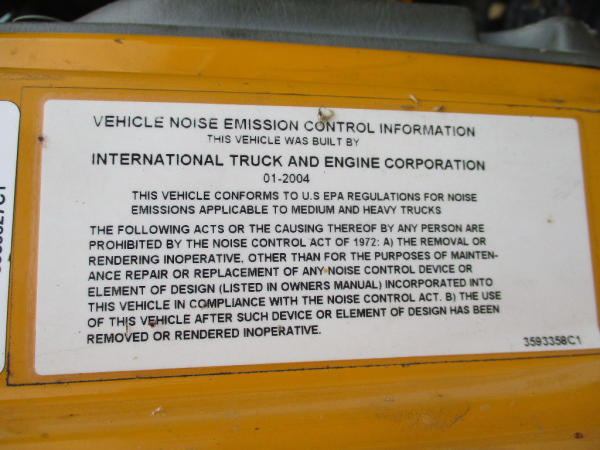 VEHICLE NOISE EMISSION CONTROL INFORMATION
THIS VEHICLE WAS BUILT BY
INTERNATIONAL TRUCK AND ENGINE CORPORATION
01-2004
THIS VEHICLE CONFORMS TO U.S EPA REGULATIONS FOR NOISE
EMISSIONS APPLICABLE TO MEDIUM AND HEAVY TRUCKS
THE FOLLOWING ACTS OR THE CAUSING THEREOF BY ANY PERSON ARE
PROHIBITED BY THE NOISE CONTROL ACT OF 1972: A) THE REMOVAL OR
RENDERING INOPERATIVE, OTHER THAN FOR THE PURPOSES OF MAINTEN-
ANCE REPAIR OR REPLACEMENT OF ANY NOISE CONTROL DEVICE OR
ELEMENT OF DESIGN (LISTED IN OWNERS MANUAL) INCORPORATED INTO
THIS VEHICLE IN COMPLIANCE WITH THE NOISE CONTROL ACT. B) THE USE
OF THIS VEHICLE AFTER SUCH DEVICE OR ELEMENT OF DESIGN HAS BEEN
REMOVED OR RENDERED INOPERATIVE.
3593358C1